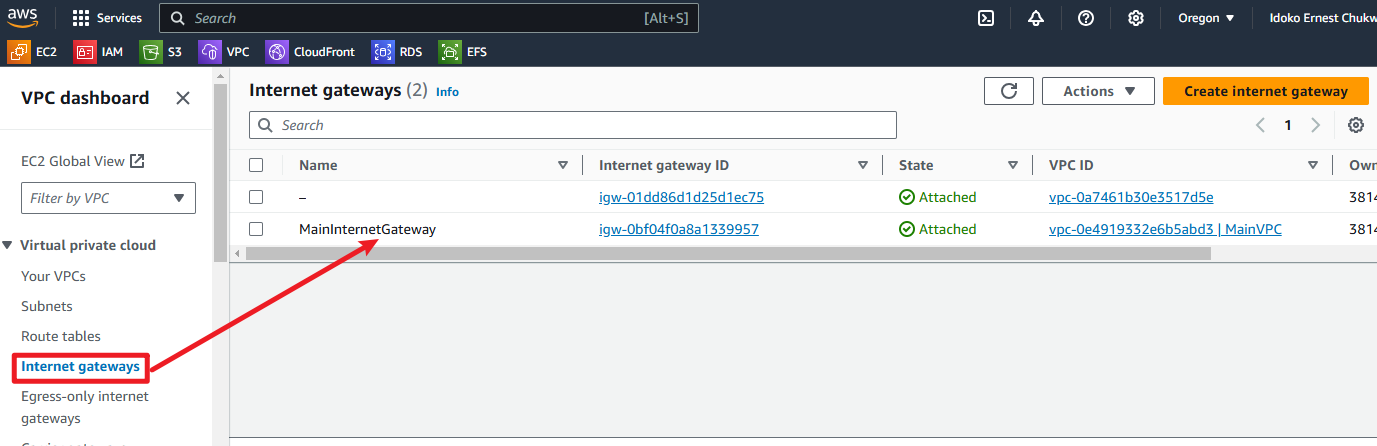 aws Services Search [Alt+S] Oregon Idoko Ernest Chukw
EC2 IAM S3 VPC CloudFront RDS EFS
VPC dashboard
EC2 Global View
Filter by VPC
Virtual private cloud
Your VPCs
Subnets
Route tables
Internet gateways
Egress-only internet
gateways
Internet gateways (2) Info Actions Create internet gateway
Search 1
Name Internet gateway ID State VPC ID Own
– igw-01dd86d1d25d1ec75 Attached vpc-0a7461b30e3517d5e 3814
MainInternetGateway igw-0bf04f0a8a1339957 Attached vpc-0e4919332e6b5abd3 | MainVPC 3814